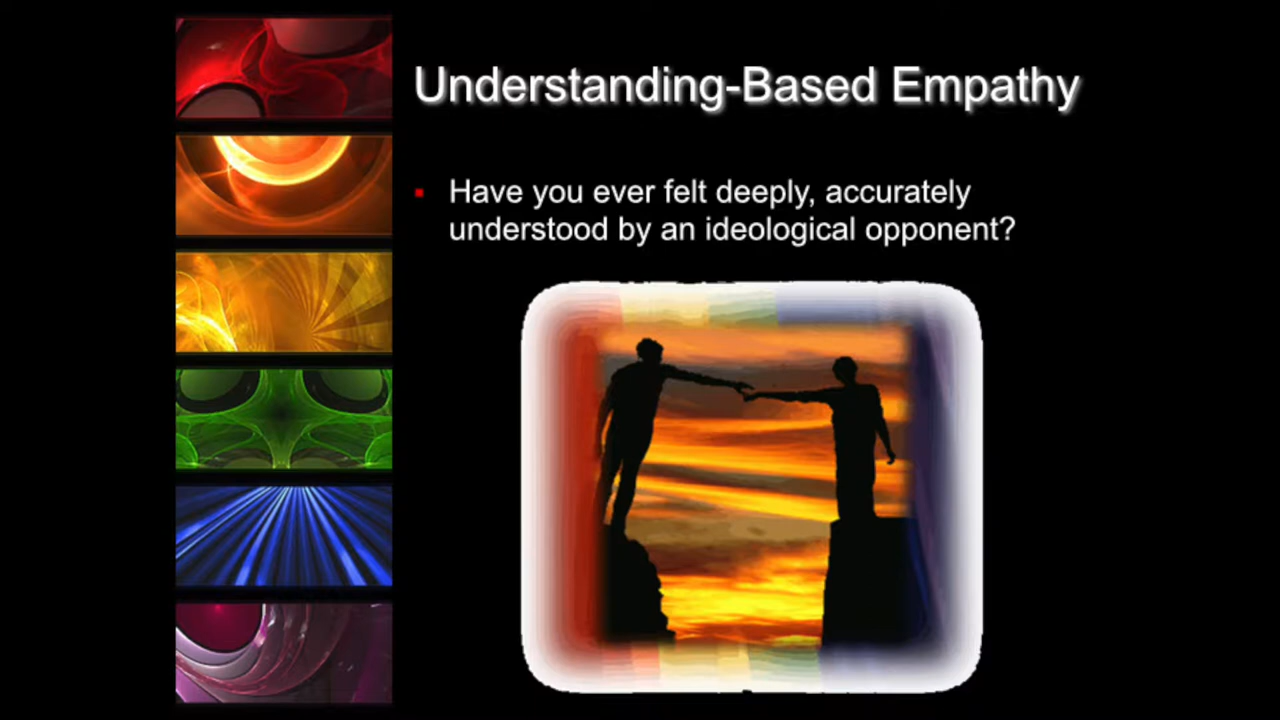 Understanding-Based Empathy
▪ Have you ever felt deeply, accurately
understood by an ideological opponent?